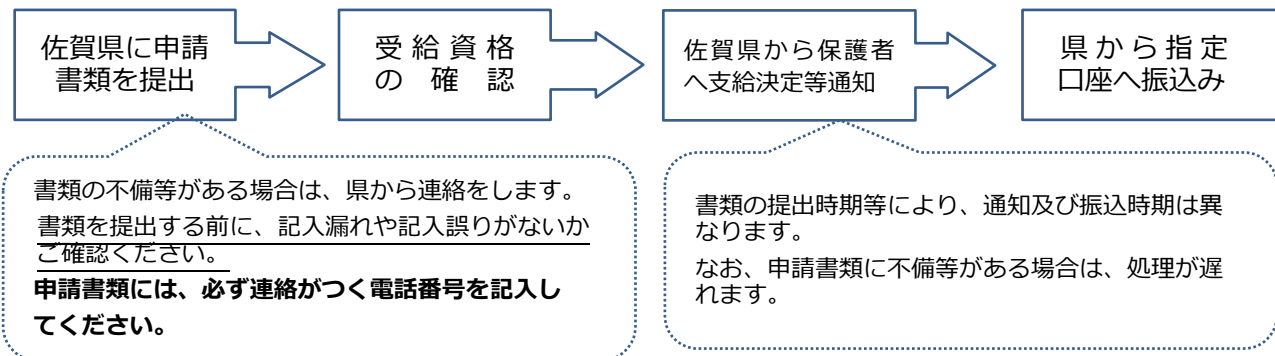 佐賀県に申請
書類を提出
受給資格
の確認
佐賀県から保護者
へ支給決定等通知
県から指定
口座へ振込み
書類の不備等がある場合は、県から連絡をします。
書類を提出する前に、記入漏れや記入誤りがないか
ご確認ください。
申請書類には、必ず連絡がつく電話番号を記入し
てください。
書類の提出時期等により、通知及び振込時期は異
なります。
なお、申請書類に不備等がある場合は、処理が遅
れます。